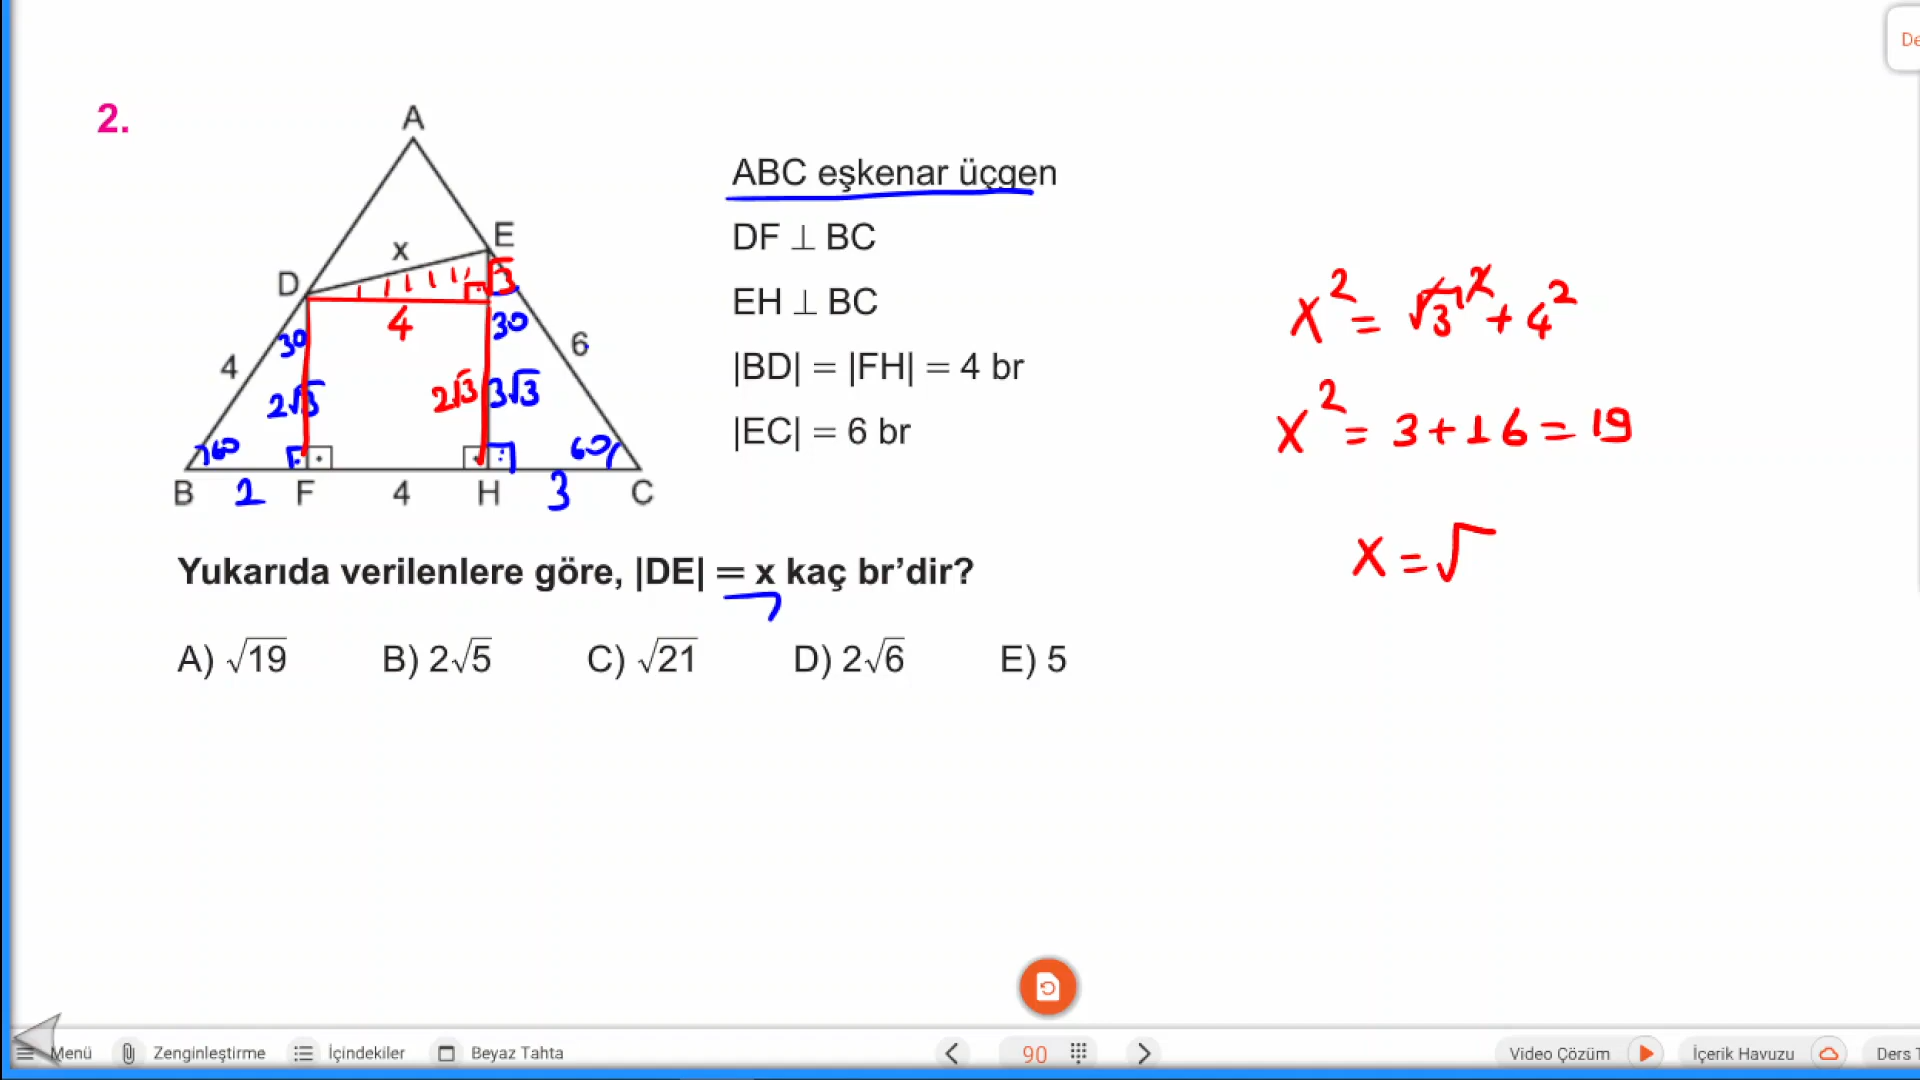 De
2.
A
ABC eşkenar üçgen
x
E
D
√3
DF ⊥ BC
4
30
30
EH ⊥ BC
4
6
|BD| = |FH| = 4 br
2√3
2√3
3√3
|EC| = 6 br
60
60
B
2
F
4
H
3
C
x² = √3² + 4²
x² = 3 + 16 = 19
x = √
Yukarıda verilenlere göre, |DE| = x kaç br’dir?
A) √19 B) 2√5 C) √21 D) 2√6 E) 5
Menü Zenginleştirme İçindekiler Beyaz Tahta 90 Video Çözüm İçerik Havuzu Ders